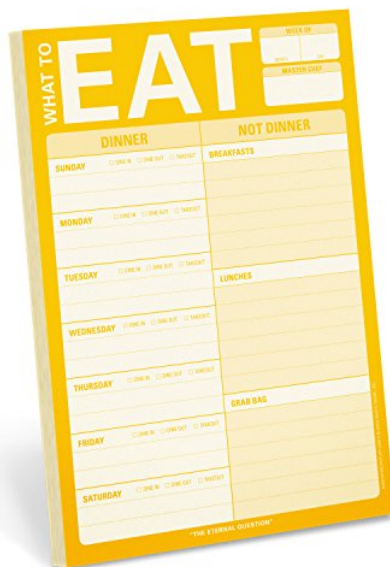 WHAT TO
EAT
WEEK OF
MONTH DAY
MASTER CHEF
DINNER
SUNDAY ☐ DINE IN ☐ DINE OUT ☐ TAKEOUT
MONDAY ☐ DINE IN ☐ DINE OUT ☐ TAKEOUT
TUESDAY ☐ DINE IN ☐ DINE OUT ☐ TAKEOUT
WEDNESDAY ☐ DINE IN ☐ DINE OUT ☐ TAKEOUT
THURSDAY ☐ DINE IN ☐ DINE OUT ☐ TAKEOUT
FRIDAY ☐ DINE IN ☐ DINE OUT ☐ TAKEOUT
SATURDAY ☐ DINE IN ☐ DINE OUT ☐ TAKEOUT
NOT DINNER
BREAKFASTS
LUNCHES
GRAB BAG
"THE ETERNAL QUESTION"